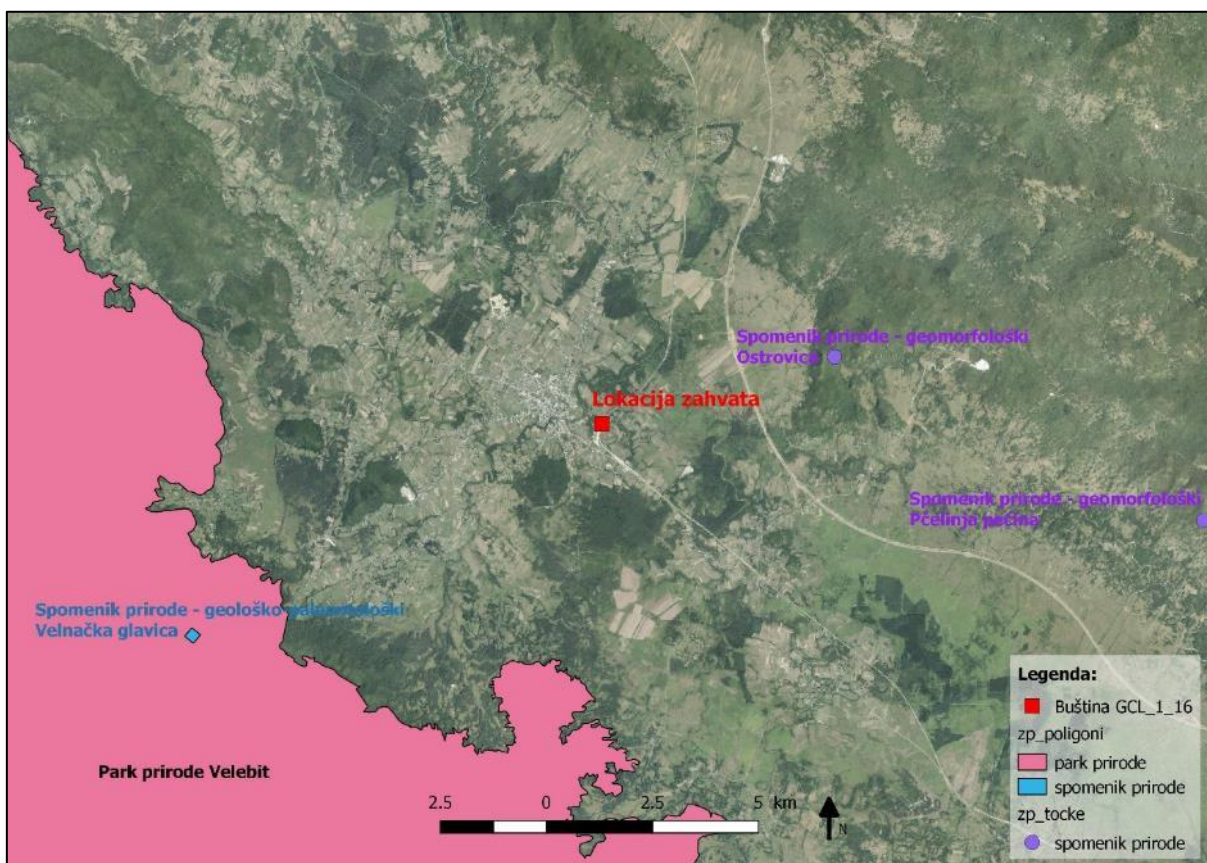 Spomenik prirode - geomorfološki
Ostrovica
Lokacija zahvata
Spomenik prirode - geomorfološki
Pčelinja pećina
Spomenik prirode - geološko paleontološki
Velnačka glavica
Park prirode Velebit
2.5 0 2.5 5 km
N
Legenda:
Buština GCL_1_16
zp_poligoni
park prirode
spomenik prirode
zp_tocke
spomenik prirode